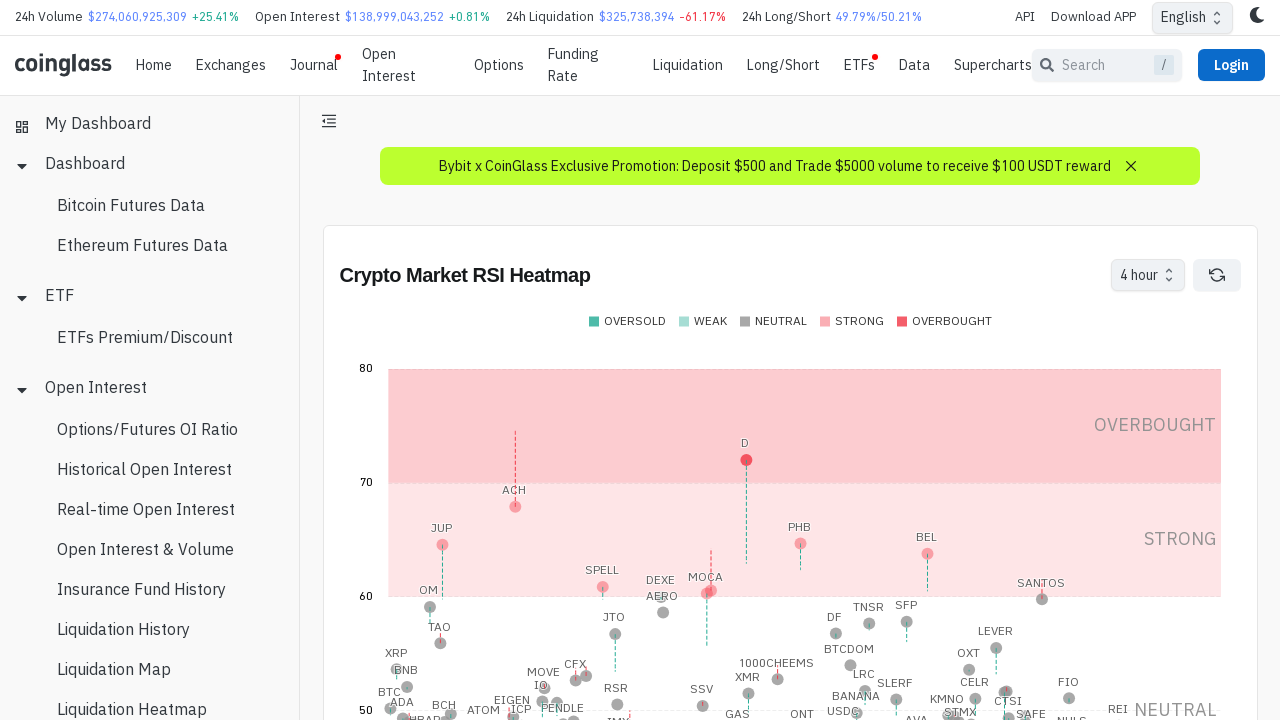 24h Volume $274,060,925,309 +25.41% Open Interest $138,999,043,252 +0.81% 24h Liquidation $325,738,394 -61.17% 24h Long/Short 49.79%/50.21% API Download APP English
coinglass Home Exchanges Journal Open Interest Options Funding Rate Liquidation Long/Short ETFs Data Supercharts Search / Login
My Dashboard
Dashboard
Bitcoin Futures Data
Ethereum Futures Data
ETF
ETFs Premium/Discount
Open Interest
Options/Futures OI Ratio
Historical Open Interest
Real-time Open Interest
Open Interest & Volume
Insurance Fund History
Liquidation History
Liquidation Map
Liquidation Heatmap
Bybit x CoinGlass Exclusive Promotion: Deposit $500 and Trade $5000 volume to receive $100 USDT reward
Crypto Market RSI Heatmap
4 hour
OVERSOLD WEAK NEUTRAL STRONG OVERBOUGHT
80
OVERBOUGHT
D
70
ACH
JUP PHB
BEL STRONG
SPELL DEXE MOCA SANTOS
OM AERO
60
TNSR SFP
TAO JTO DF
LEVER
XRP BTCDOM OXT
BNB CFX 1000CHEEMS
MOVE XMR LRC SLERF CELR FIO
BTC IQ RSR SSV BANANA
ADA BCH EIGEN KMNO CTSI
50 ATOM ICP PENDLE GAS ONT USDC STMX SAFE REI NEUTRAL
AVA